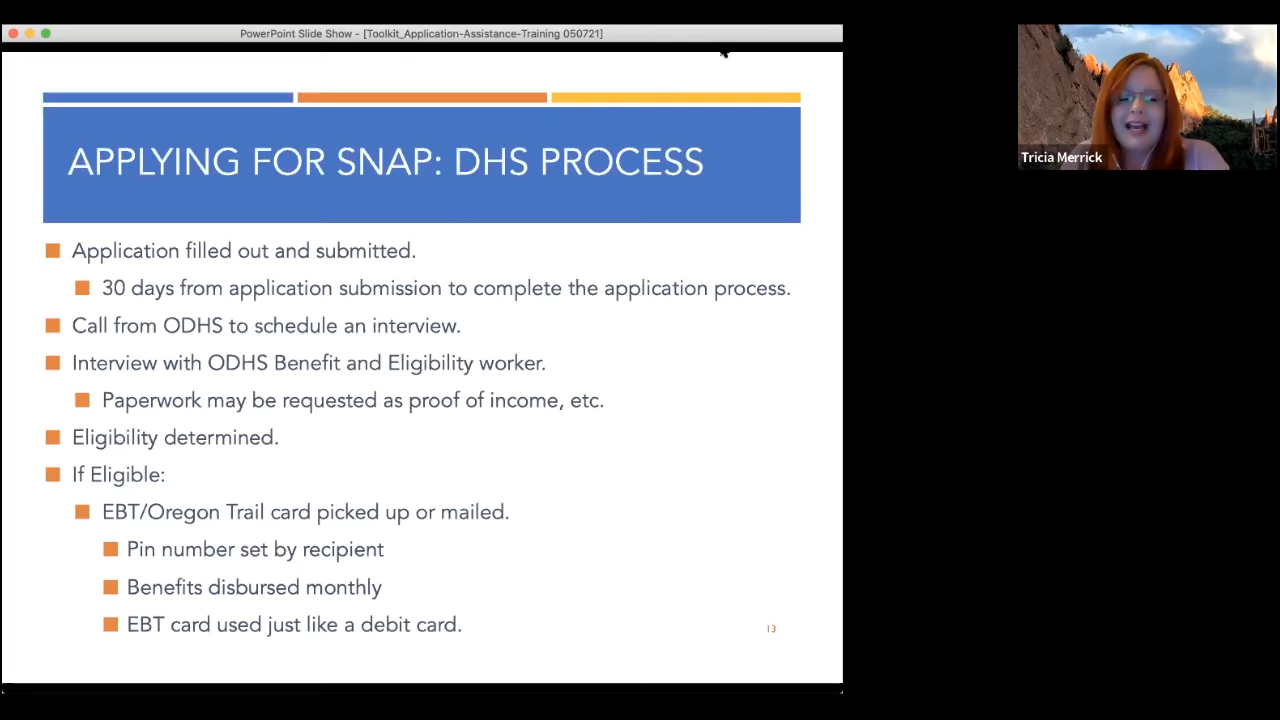 PowerPoint Slide Show - [Toolkit_Application-Assistance-Training 050721]
APPLYING FOR SNAP: DHS PROCESS
Application filled out and submitted.
30 days from application submission to complete the application process.
Call from ODHS to schedule an interview.
Interview with ODHS Benefit and Eligibility worker.
Paperwork may be requested as proof of income, etc.
Eligibility determined.
If Eligible:
EBT/Oregon Trail card picked up or mailed.
Pin number set by recipient
Benefits disbursed monthly
EBT card used just like a debit card.
13
Tricia Merrick